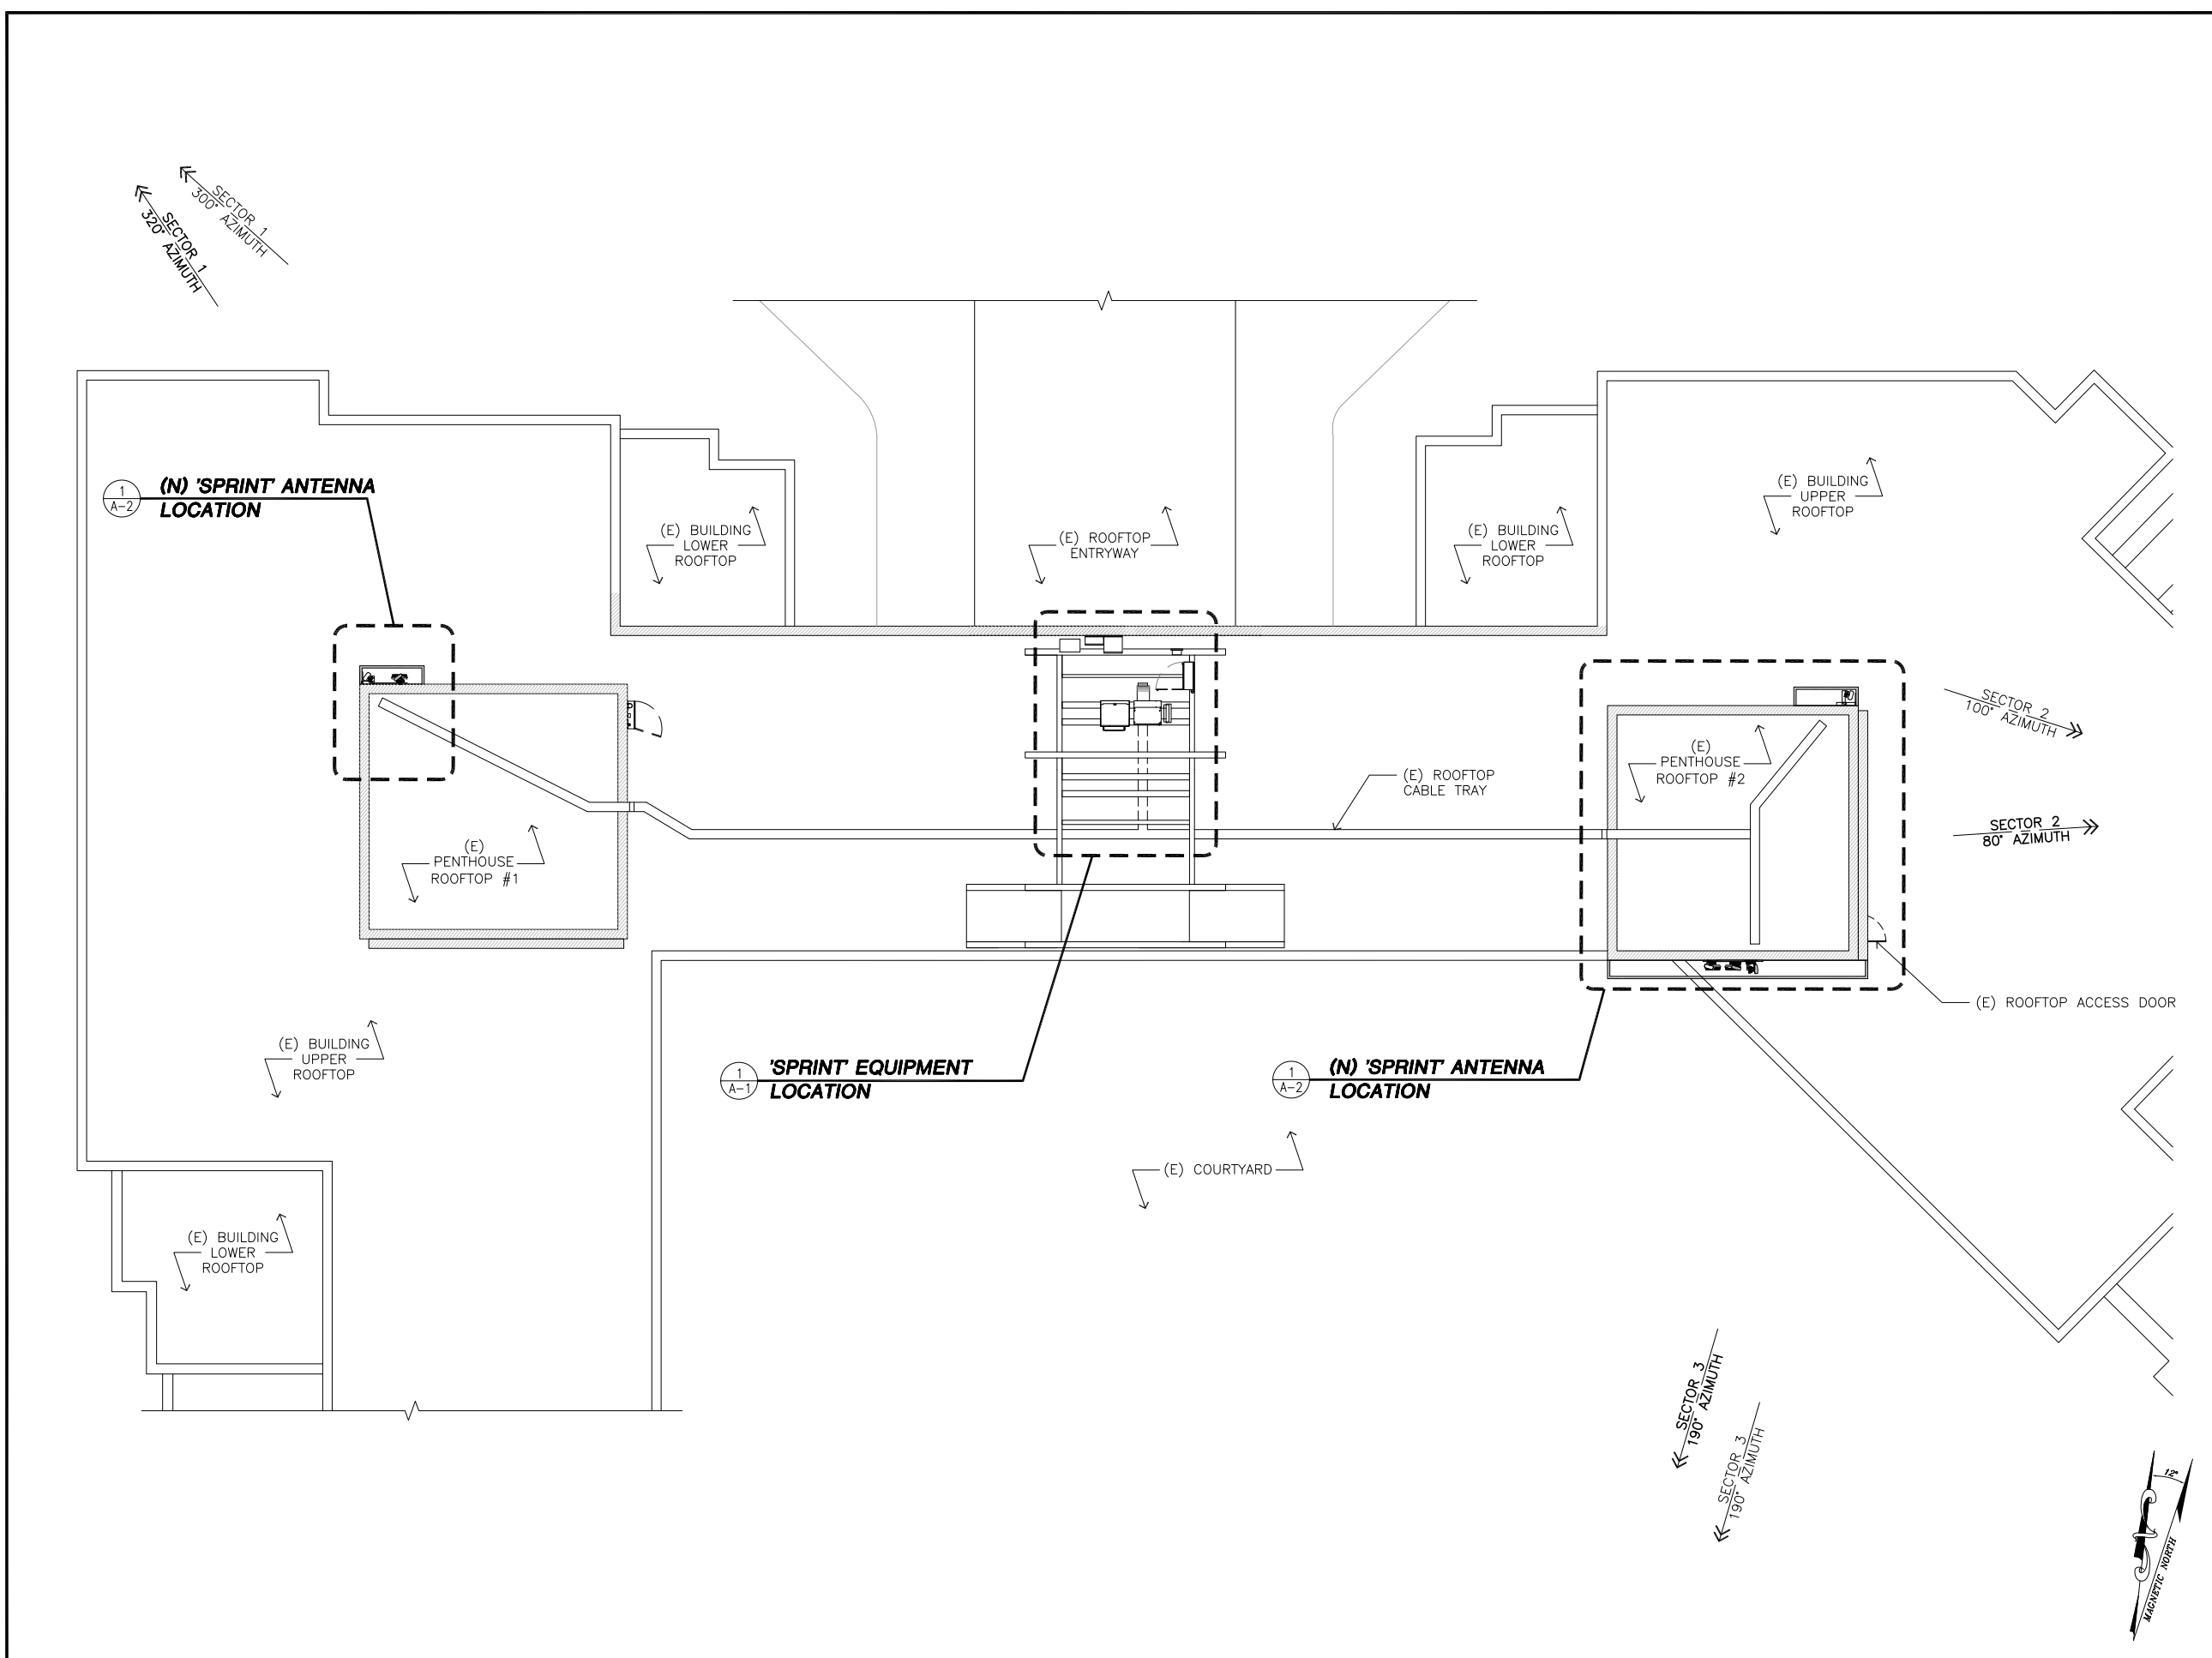 SECTOR 1
300° AZIMUTH
SECTOR 1
320° AZIMUTH
1
A-2
(N) 'SPRINT' ANTENNA
LOCATION
(E) BUILDING
LOWER
ROOFTOP
(E) ROOFTOP
ENTRYWAY
(E) BUILDING
LOWER
ROOFTOP
(E) BUILDING
UPPER
ROOFTOP
SECTOR 2
100° AZIMUTH
(E)
PENTHOUSE
ROOFTOP #2
(E) ROOFTOP
CABLE TRAY
SECTOR 2
80° AZIMUTH
(E)
PENTHOUSE
ROOFTOP #1
(E) ROOFTOP ACCESS DOOR
(E) BUILDING
UPPER
ROOFTOP
1
A-1
'SPRINT' EQUIPMENT
LOCATION
1
A-2
(N) 'SPRINT' ANTENNA
LOCATION
(E) COURTYARD
(E) BUILDING
LOWER
ROOFTOP
SECTOR 3
190° AZIMUTH
SECTOR 3
190° AZIMUTH
12°
MAGNETIC NORTH